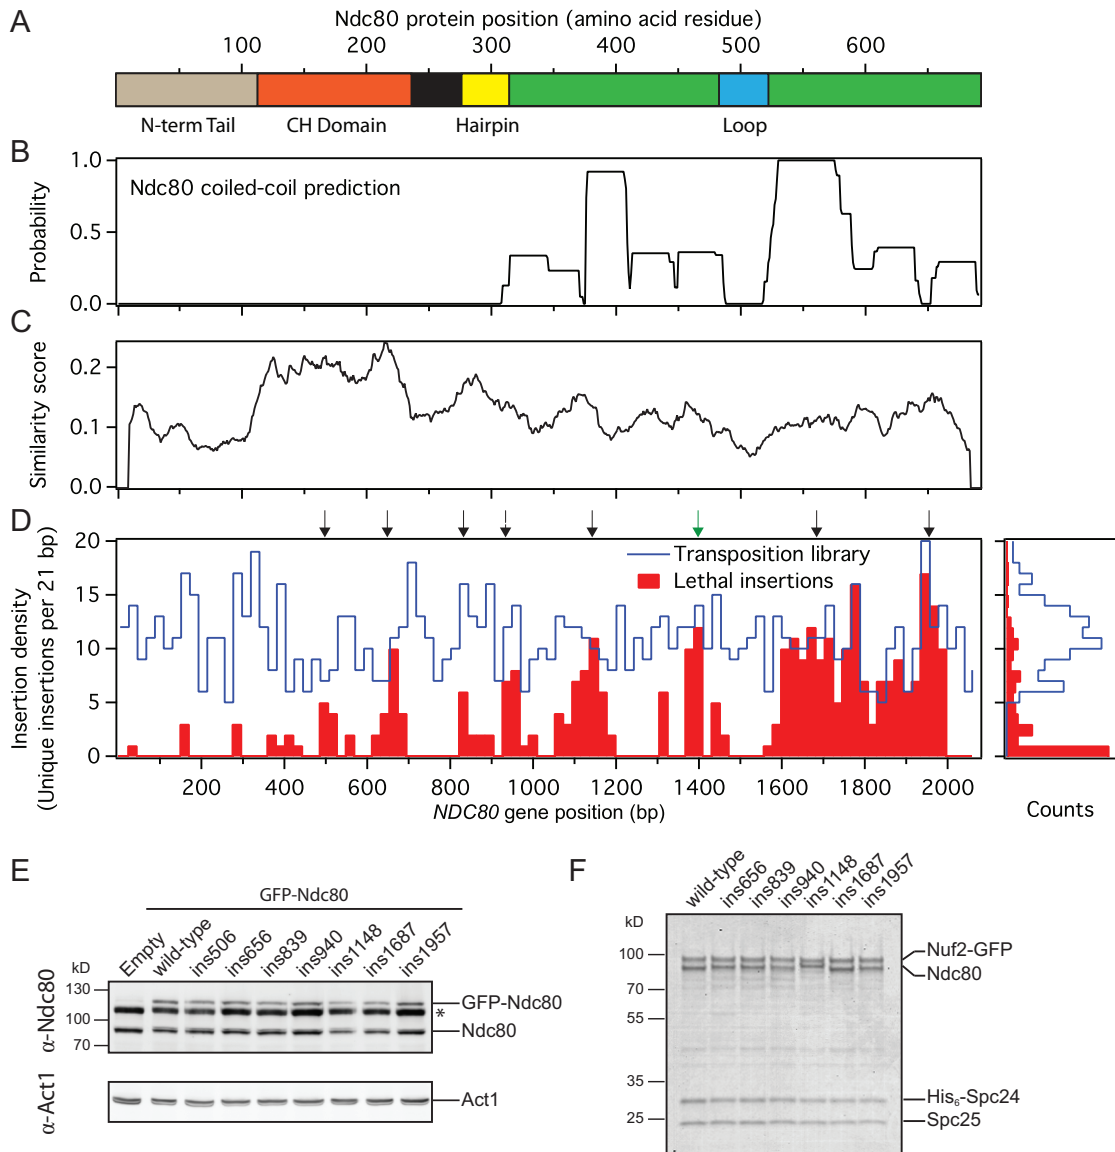 A
Ndc80 protein position (amino acid residue)
100 200 300 400 500 600
N-term Tail CH Domain Hairpin Loop
B
Probability
1.0
0.5
0.0
Ndc80 coiled-coil prediction
C
Similarity score
0.2
0.1
0.0
D
Insertion density
(Unique insertions per 21 bp)
20
15
10
5
0
Transposition library
Lethal insertions
200 400 600 800 1000 1200 1400 1600 1800 2000
NDC80 gene position (bp)
Counts
E
GFP-Ndc80
Empty wild-type ins506 ins656 ins839 ins940 ins1148 ins1687 ins1957
kD
130
100
70
α-Ndc80
GFP-Ndc80
*
Ndc80
α-Act1
Act1
F
wild-type ins656 ins839 ins940 ins1148 ins1687 ins1957
kD
100
70
55
35
25
Nuf2-GFP
Ndc80
His₆-Spc24
Spc25